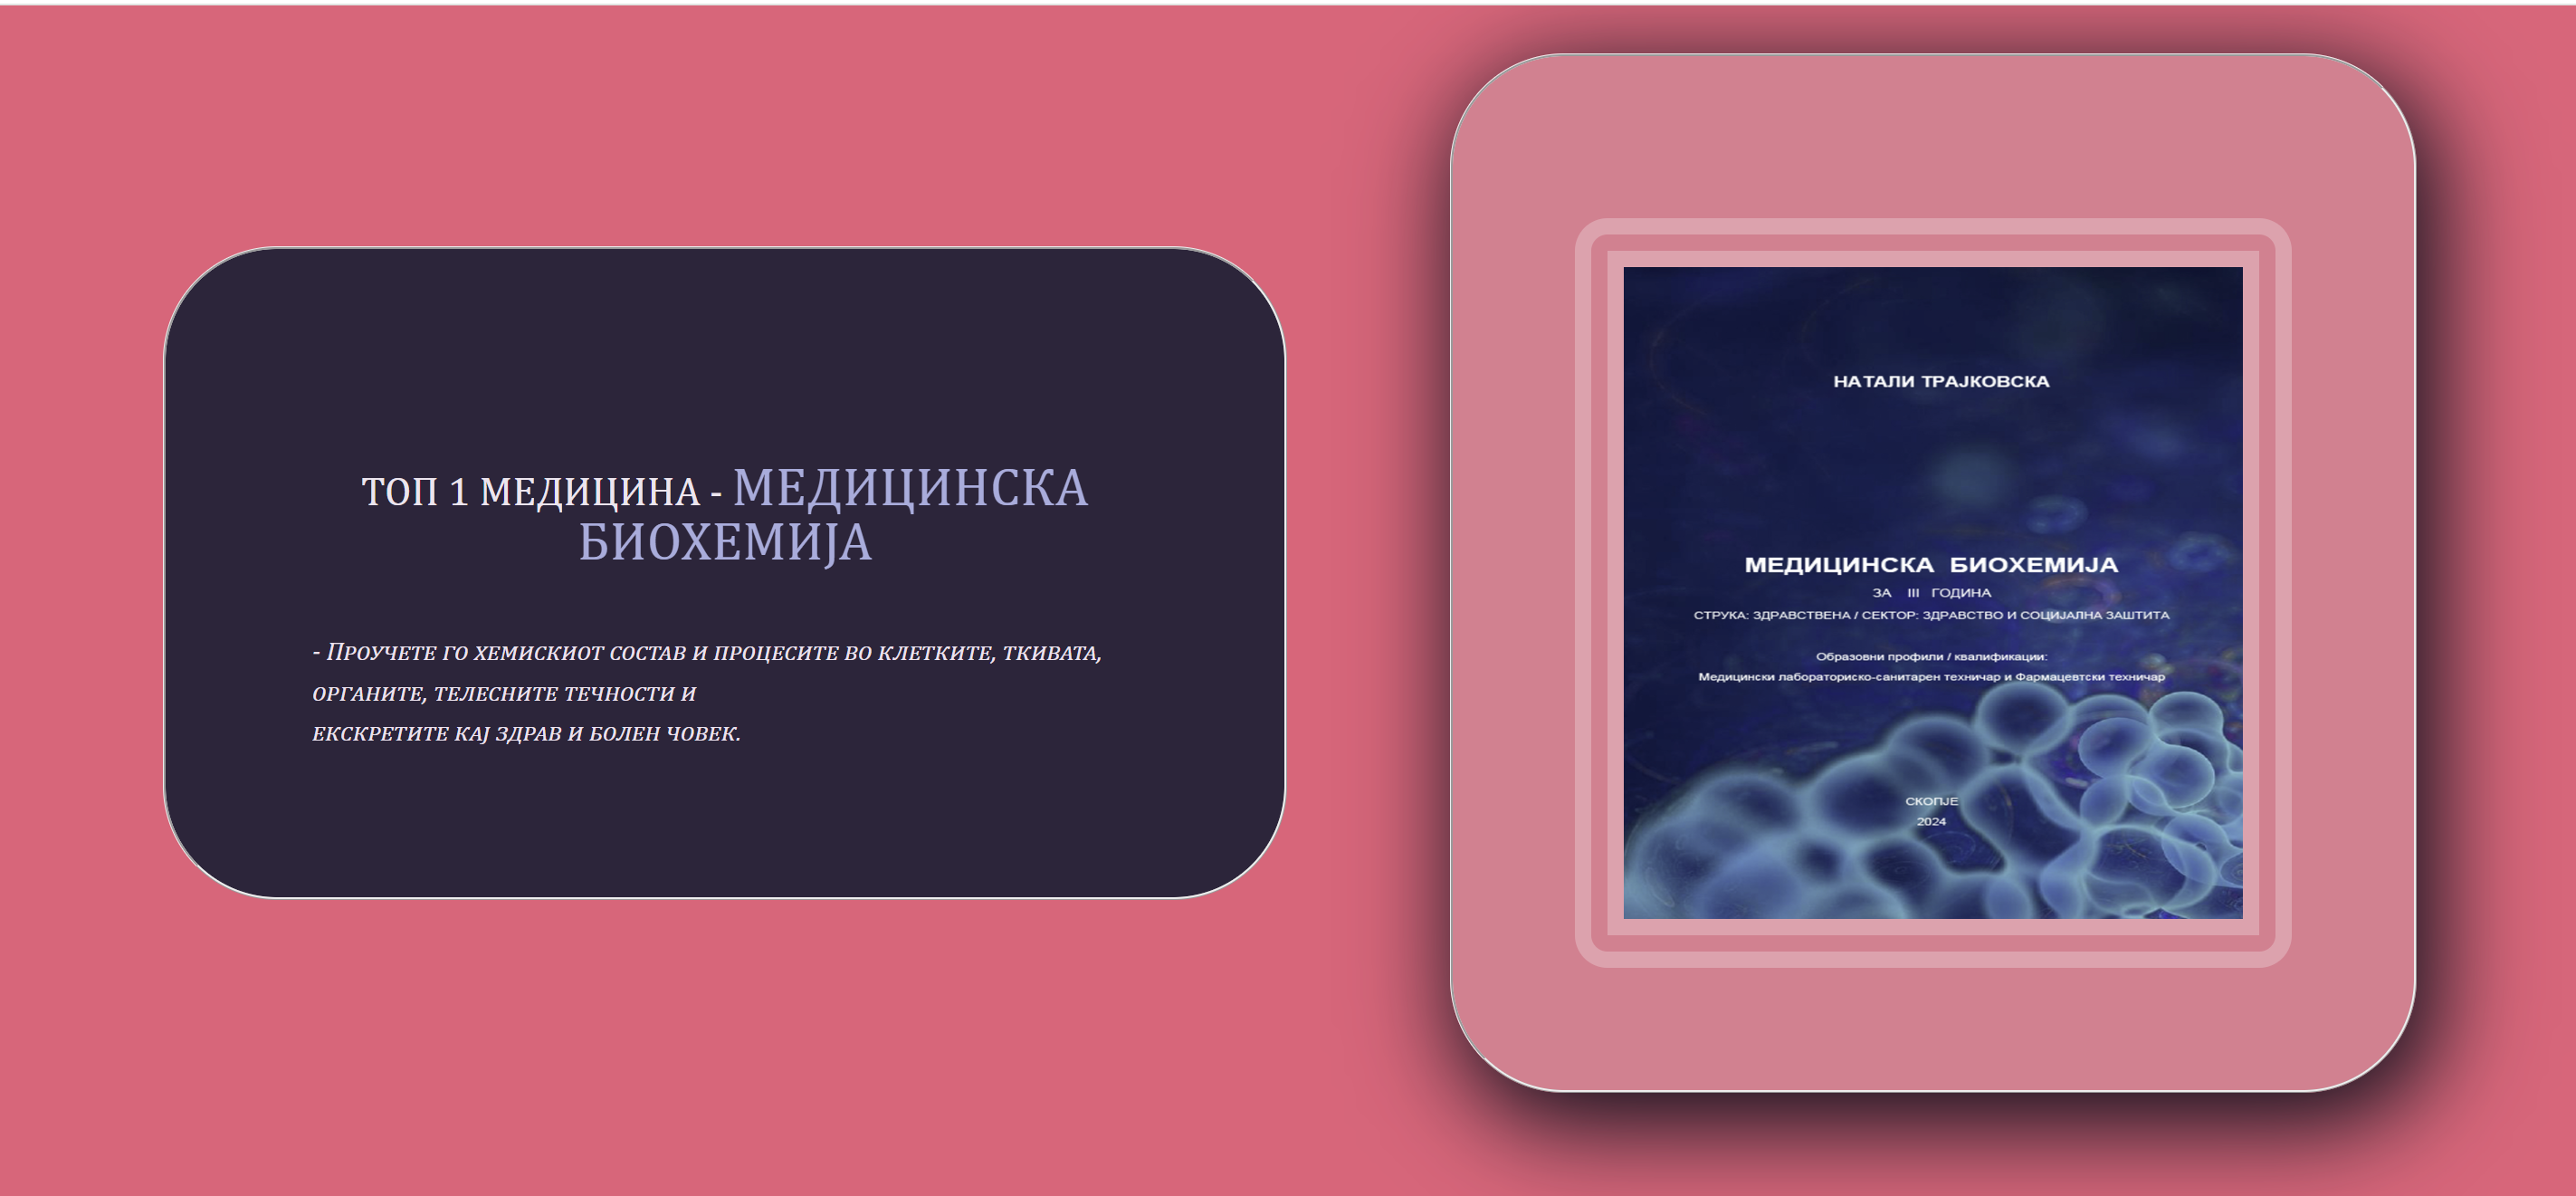 ТОП 1 МЕДИЦИНА - МЕДИЦИНСКА
БИОХЕМИЈА
- Проучете го хемискиот состав и процесите во клетките, ткивата,
органите, телесните течности и
екскретите кај здрав и болен човек.
НАТАЛИ ТРАЈКОВСКА
МЕДИЦИНСКА БИОХЕМИЈА
ЗА III ГОДИНА
СТРУКА: ЗДРАВСТВЕНА / СЕКТОР: ЗДРАВСТВО И СОЦИЈАЛНА ЗАШТИТА
Образовни профили / квалификации:
Медицински лабораториско-санитарен техничар и Фармацевтски техничар
СКОПЈЕ
2024